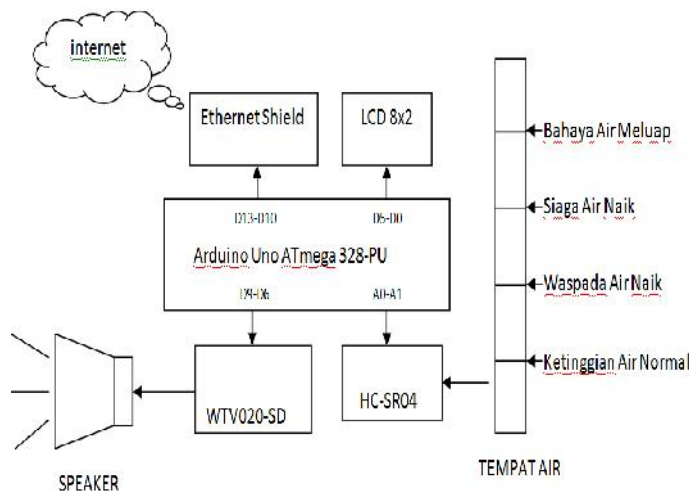 internet
Ethernet Shield
LCD 8x2
Bahaya Air Meluap
D13-D10
D5-D0
Siaga Air Naik
Arduino Uno ATmega 328-PU
Waspada Air Naik
D9-D6
A0-A1
Ketinggian Air Normal
WTV020-SD
HC-SR04
TEMPAT AIR
SPEAKER